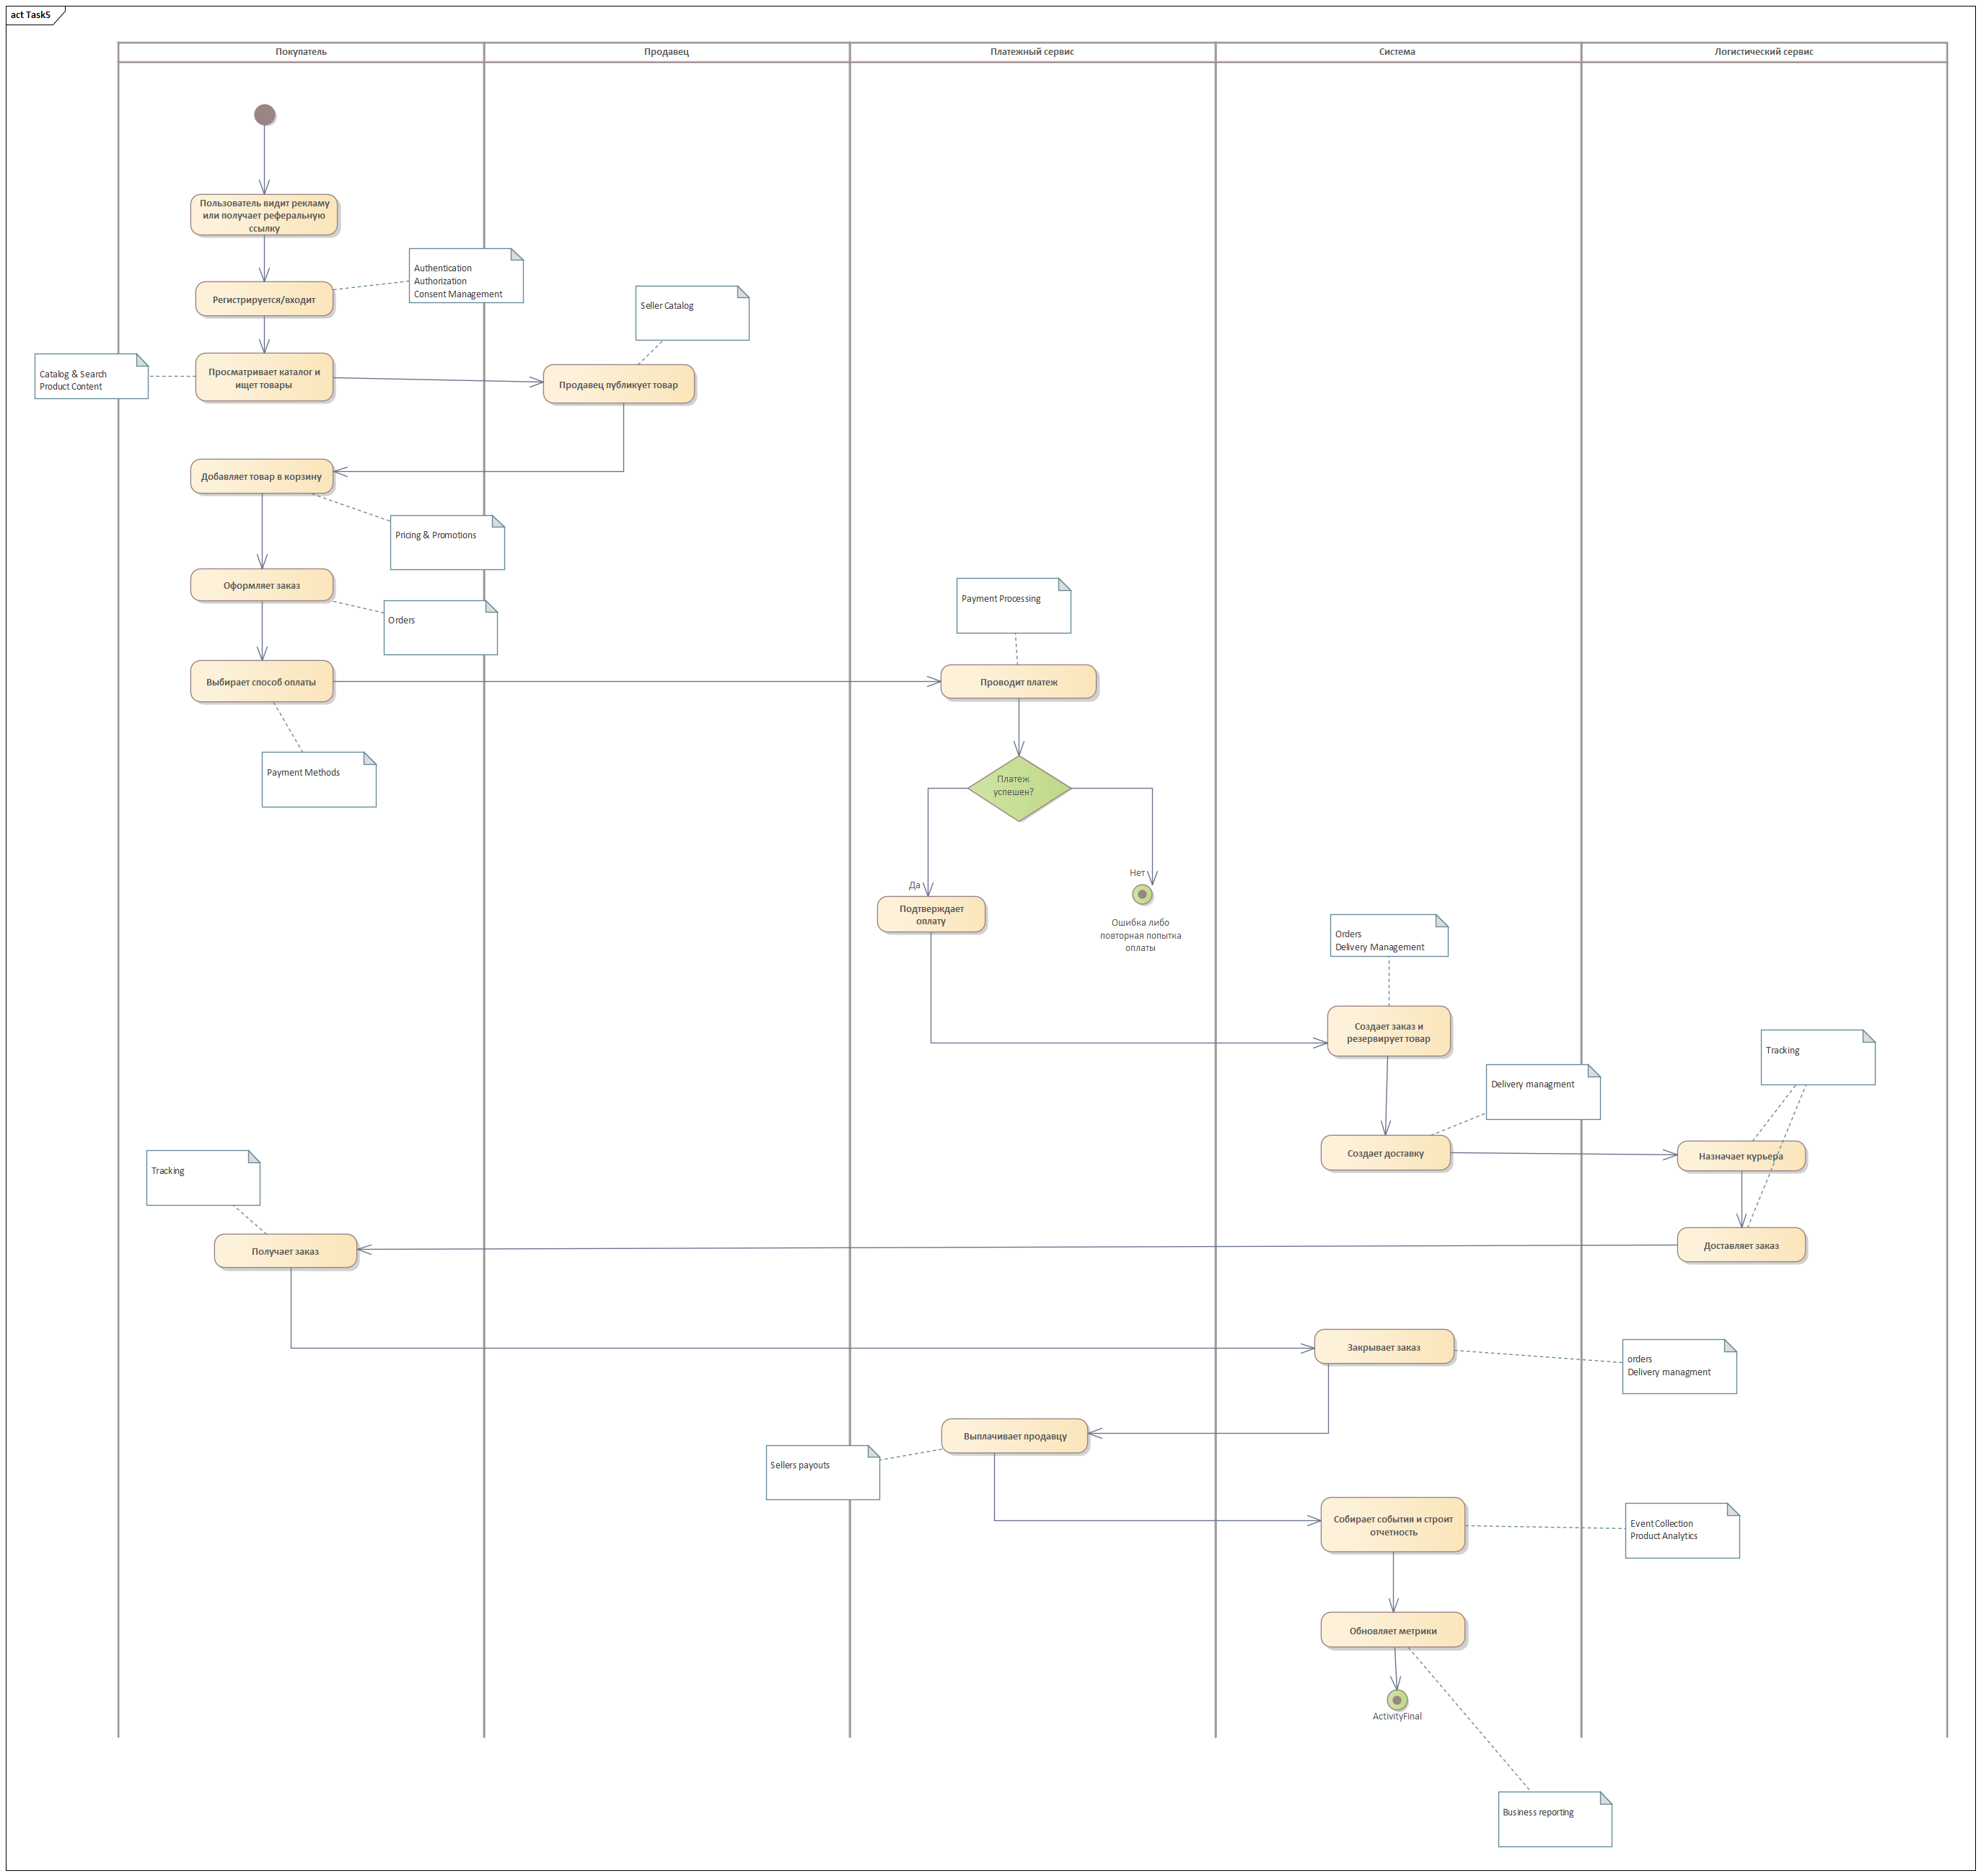 act Task5
Покупатель
Продавец
Платежный сервис
Система
Логистический сервис
Пользователь видит рекламу
или получает реферальную
ссылку
Authentication
Authorization
Consent Management
Регистрируется/входит
Seller Catalog
Catalog & Search
Product Content
Просматривает каталог и
ищет товары
Продавец публикует товар
Добавляет товар в корзину
Pricing & Promotions
Оформляет заказ
Orders
Payment Processing
Выбирает способ оплаты
Проводит платеж
Payment Methods
Платеж
успешен?
Да
Нет
Подтверждает
оплату
Ошибка либо
повторная попытка
оплаты
Orders
Delivery Management
Создает заказ и
резервирует товар
Tracking
Delivery managment
Создает доставку
Назначает курьера
Tracking
Получает заказ
Доставляет заказ
Закрывает заказ
orders
Delivery managment
Выплачивает продавцу
Sellers payouts
Собирает события и строит
отчетность
Event Collection
Product Analytics
Обновляет метрики
ActivityFinal
Business reporting